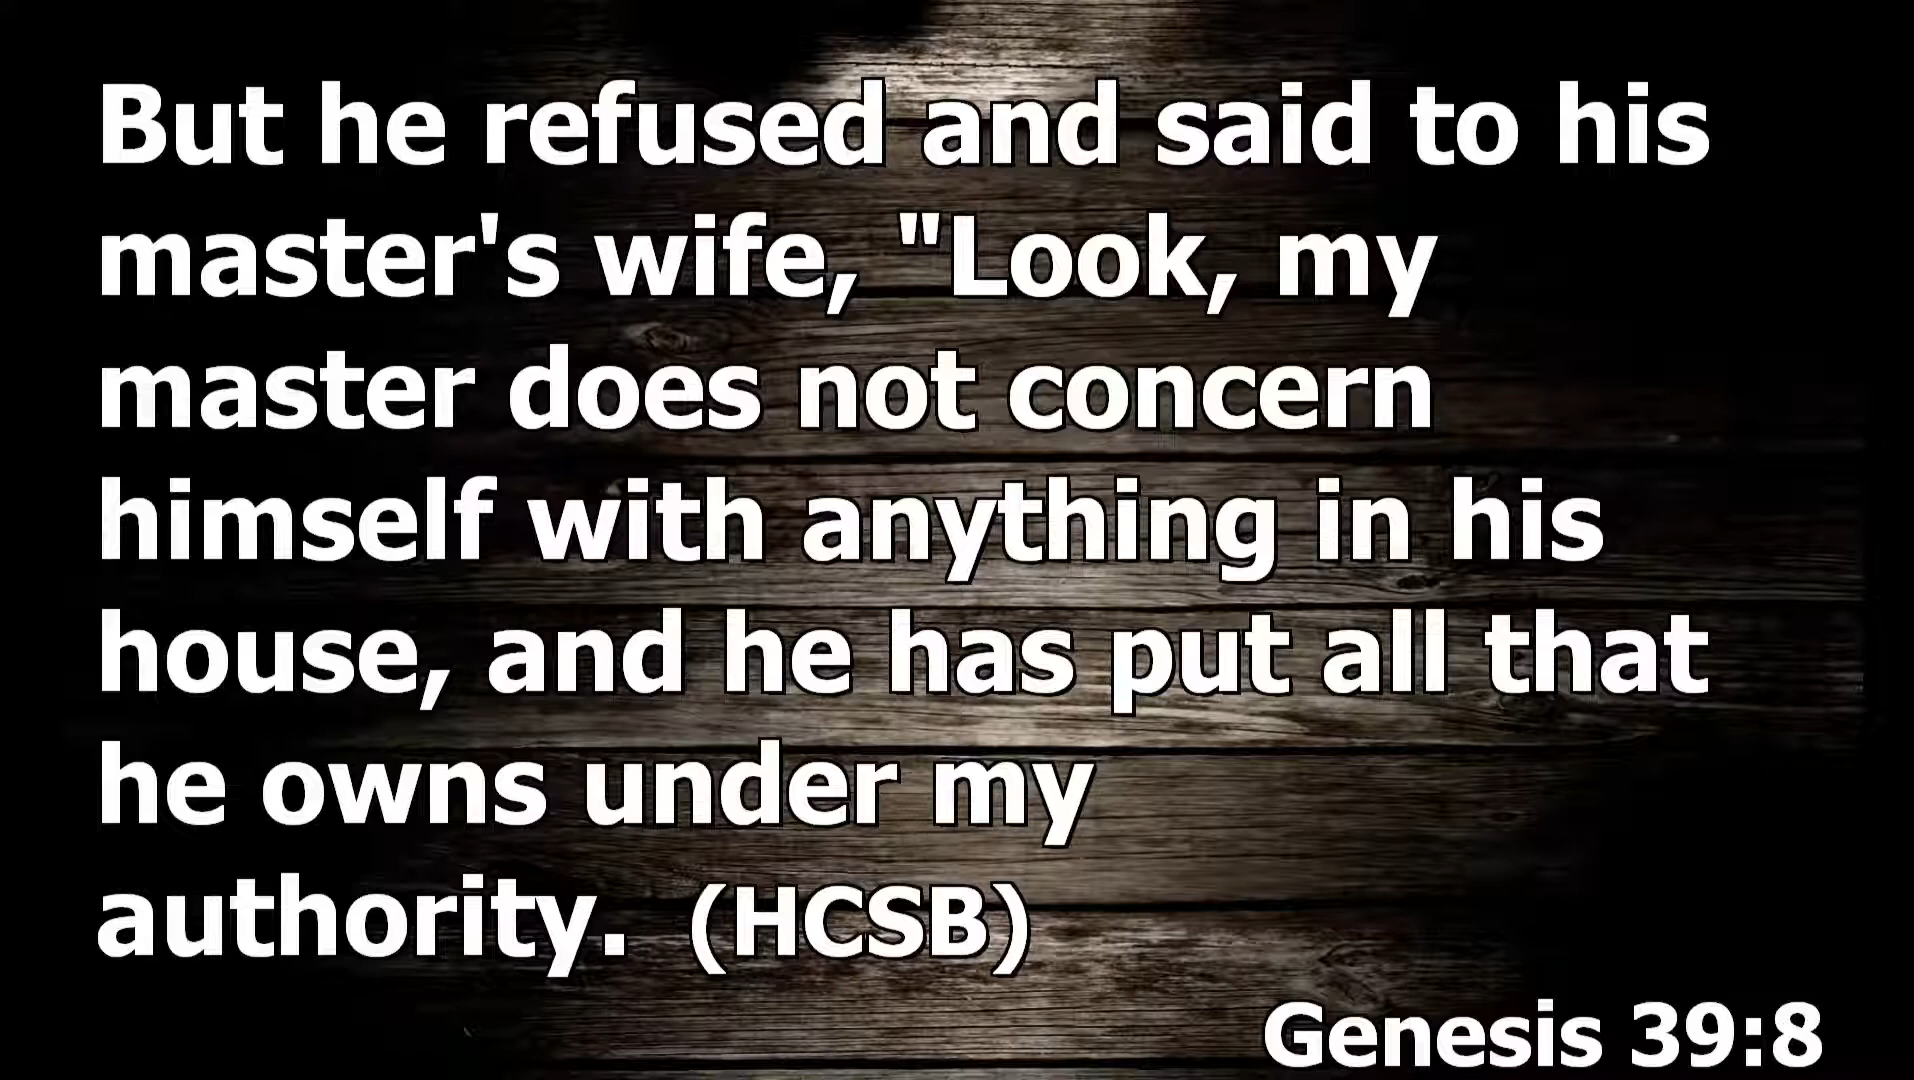 But he refused and said to his
master's wife, "Look, my
master does not concern
himself with anything in his
house, and he has put all that
he owns under my
authority. (HCSB)
Genesis 39:8